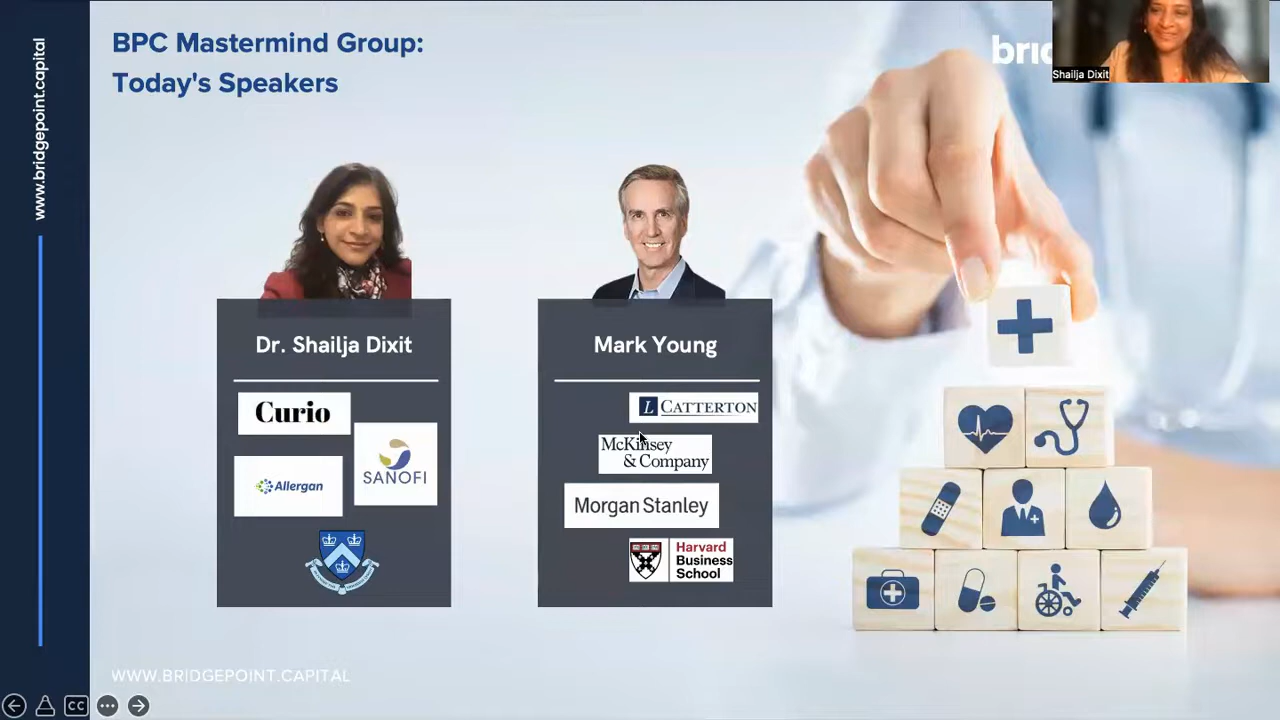 www.bridgepoint.capital
BPC Mastermind Group:
Today's Speakers
Shailja Dixit
Dr. Shailja Dixit
Curio
SANOFI
Allergan
Mark Young
L CATTERTON
McKinsey
& Company
Morgan Stanley
Harvard
Business
School
WWW.BRIDGEPOINT.CAPITAL
CC